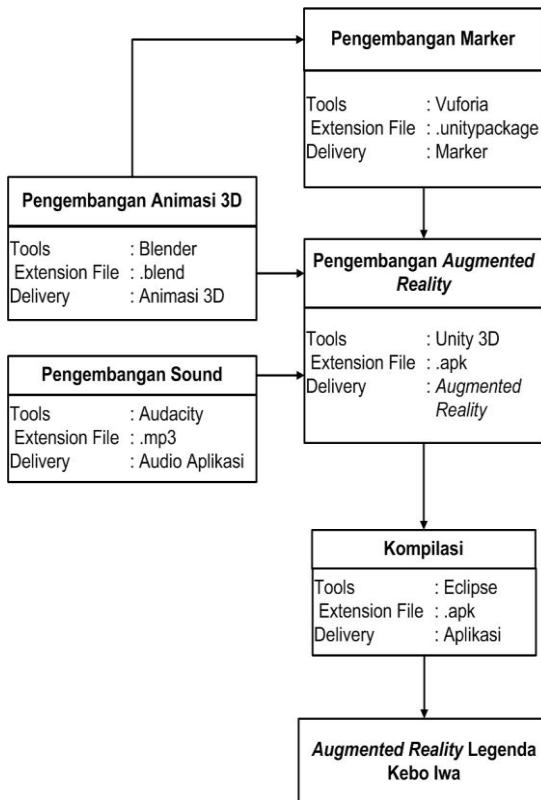 Pengembangan Marker
Tools : Vuforia
Extension File : .unitypackage
Delivery : Marker
Pengembangan Animasi 3D
Tools : Blender
Extension File : .blend
Delivery : Animasi 3D
Pengembangan Augmented
Reality
Tools : Unity 3D
Extension File : .apk
Delivery : Augmented
Reality
Pengembangan Sound
Tools : Audacity
Extension File : .mp3
Delivery : Audio Aplikasi
Kompilasi
Tools : Eclipse
Extension File : .apk
Delivery : Aplikasi
Augmented Reality Legenda
Kebo Iwa